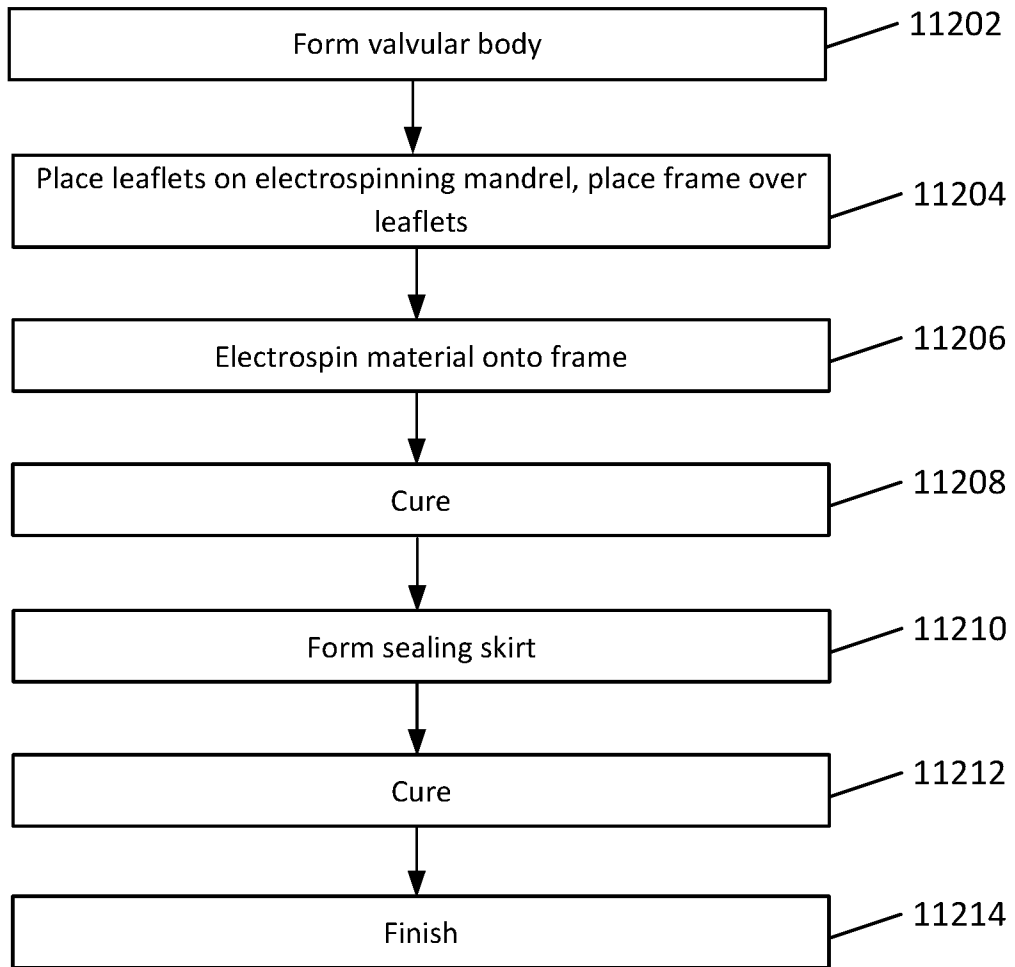 Form valvular body
11202
Place leaflets on electrospinning mandrel, place frame over
leaflets
11204
Electrospin material onto frame
11206
Cure
11208
Form sealing skirt
11210
Cure
11212
Finish
11214